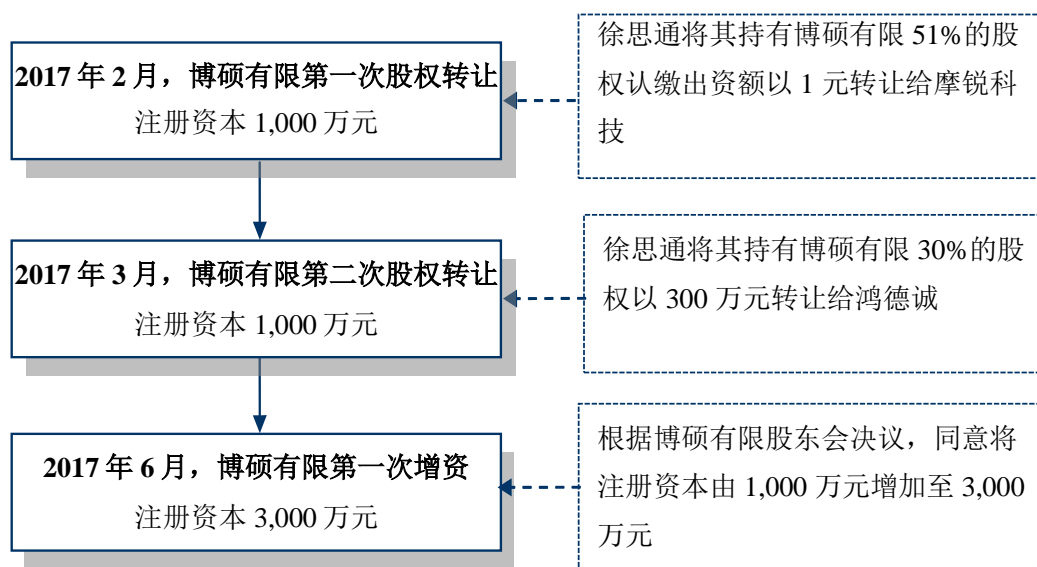 2017 年 2 月，博硕有限第一次股权转让
注册资本 1,000 万元
徐思通将其持有博硕有限 51%的股
权认缴出资额以 1 元转让给摩锐科
技
2017 年 3 月，博硕有限第二次股权转让
注册资本 1,000 万元
徐思通将其持有博硕有限 30%的股
权以 300 万元转让给鸿德诚
2017 年 6 月，博硕有限第一次增资
注册资本 3,000 万元
根据博硕有限股东会决议，同意将
注册资本由 1,000 万元增加至 3,000
万元